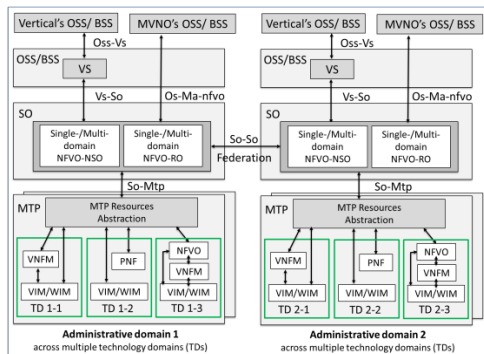 Vertical's OSS/ BSS
MVNO's OSS/ BSS
Oss-Vs
OSS/BSS
VS
Vs-So
Os-Ma-nfvo
SO
Single-/Multi-
domain
NFVO-NSO
Single-/Multi-
domain
NFVO-RO
So-Mtp
MTP
MTP Resources
Abstraction
VNFM
VIM/WIM
TD 1-1
PNF
VIM/WIM
TD 1-2
NFVO
VNFM
VIM/WIM
TD 1-3
Administrative domain 1
across multiple technology domains (TDs)
So-So
Federation
Vertical's OSS/ BSS
MVNO's OSS/ BSS
Oss-Vs
OSS/BSS
VS
Vs-So
Os-Ma-nfvo
SO
Single-/Multi-
domain
NFVO-NSO
Single-/Multi-
domain
NFVO-RO
So-Mtp
MTP
MTP Resources
Abstraction
VNFM
VIM/WIM
TD 2-1
PNF
VIM/WIM
TD 2-2
NFVO
VNFM
VIM/WIM
TD 2-3
Administrative domain 2
across multiple technology domains (TDs)